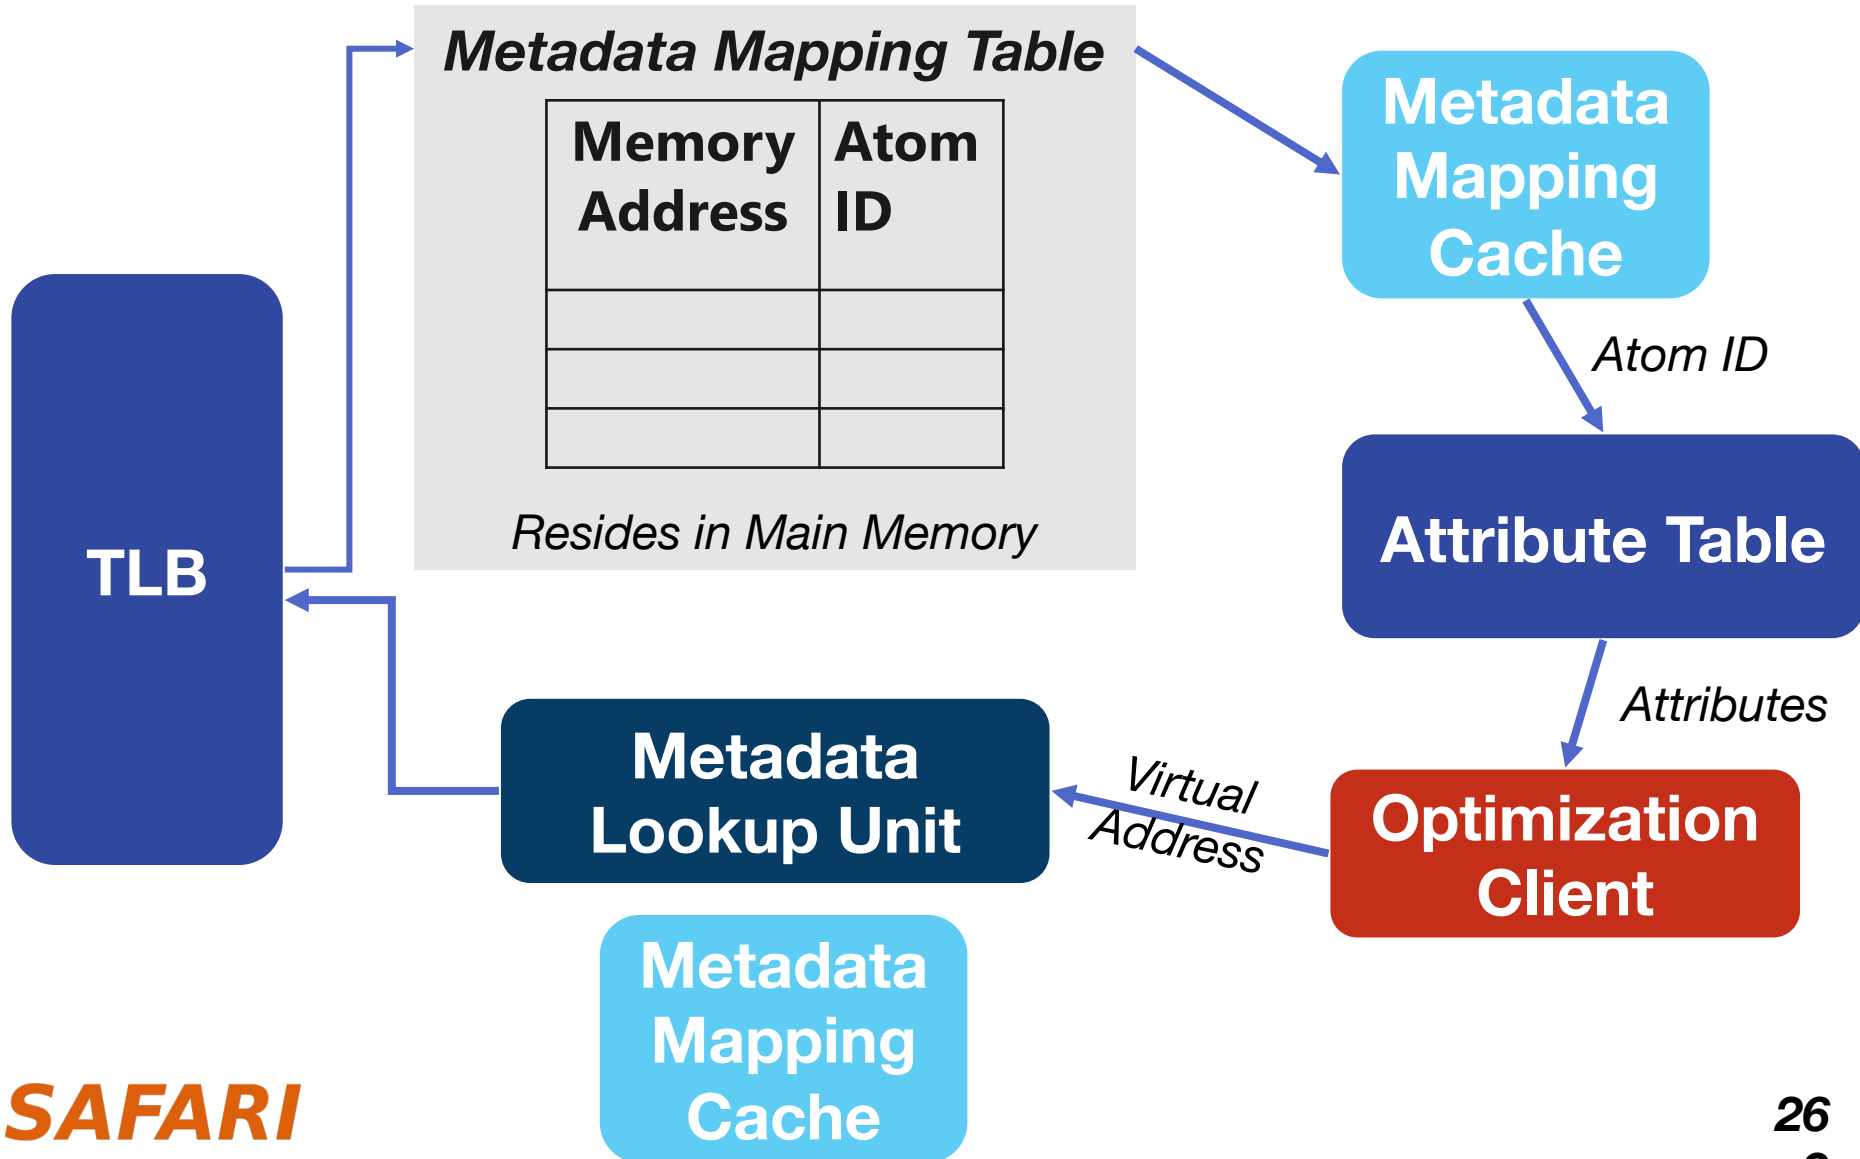 Metadata Mapping Table
Memory Atom
Address ID
Resides in Main Memory
TLB
Metadata
Mapping
Cache
Atom ID
Attribute Table
Attributes
Optimization
Client
Virtual
Address
Metadata
Lookup Unit
Metadata
Mapping
Cache
SAFARI
26